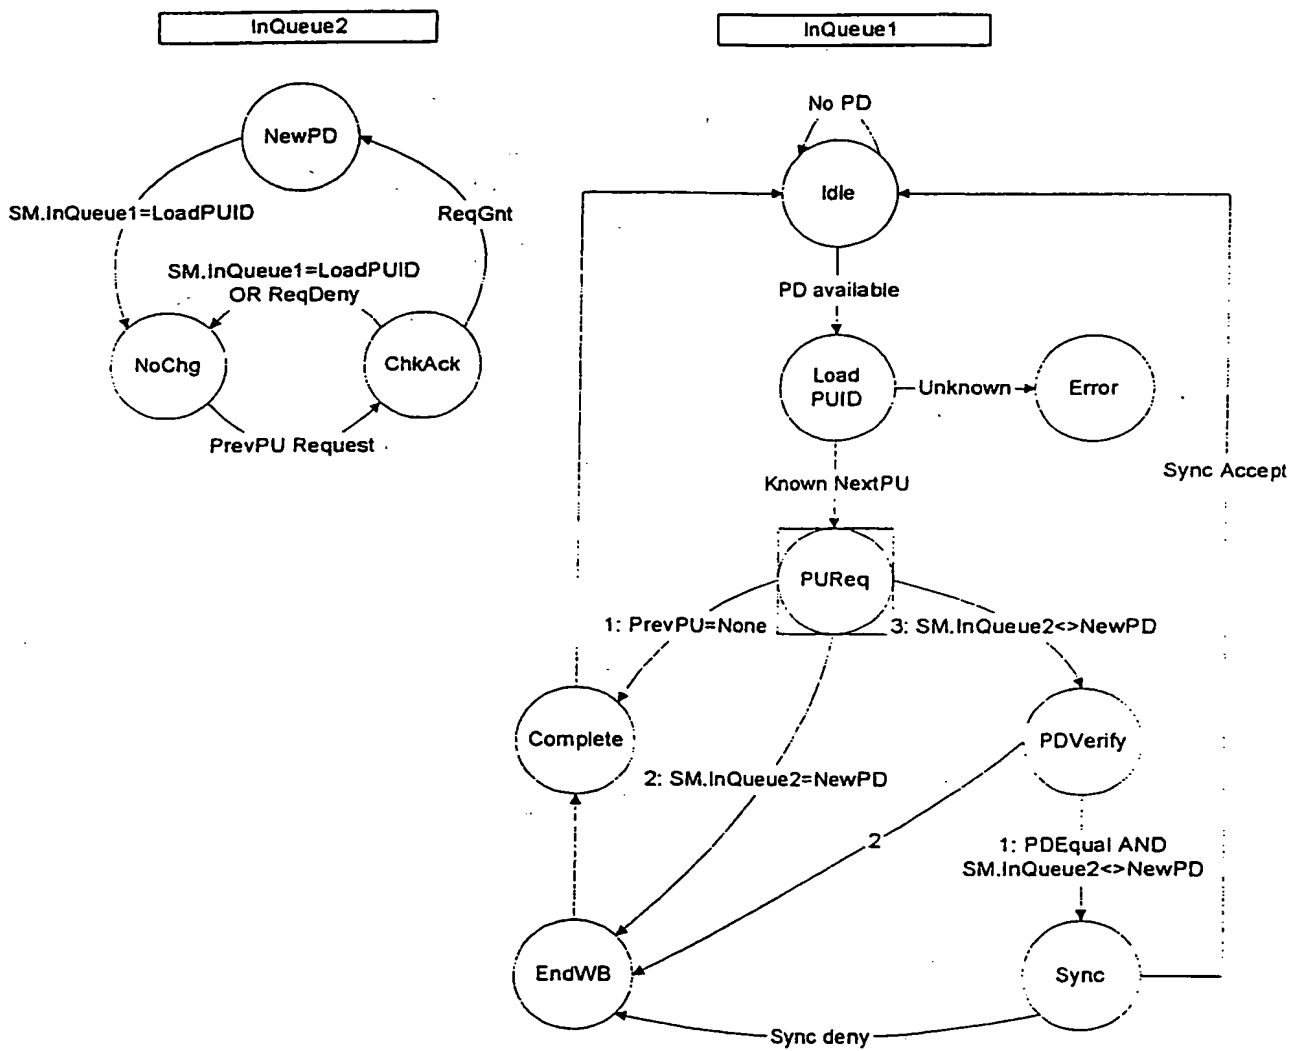 InQueue2
InQueue1
No PD
NewPD
Idle
SM.InQueue1=LoadPUID
ReqGnt
SM.InQueue1=LoadPUID
OR ReqDeny
PD available
NoChg
ChkAck
Load
PUID
Unknown
Error
PrevPU Request
Sync Accept
Known NextPU
PUReq
1: PrevPU=None
3: SM.InQueue2<>NewPD
Complete
PDVerify
2: SM.InQueue2=NewPD
2
1: PDEqual AND
SM.InQueue2<>NewPD
EndWB
Sync
Sync deny